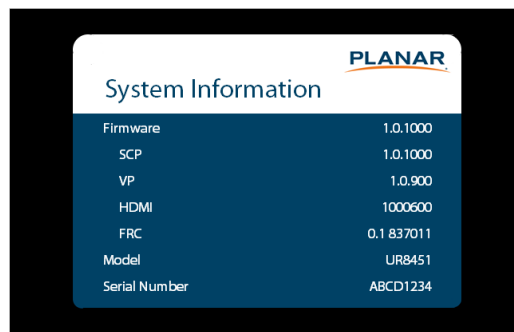 PLANAR
System Information
Firmware 1.0.1000
SCP 1.0.1000
VP 1.0.900
HDMI 1000600
FRC 0.1 837011
Model UR8451
Serial Number ABCD1234